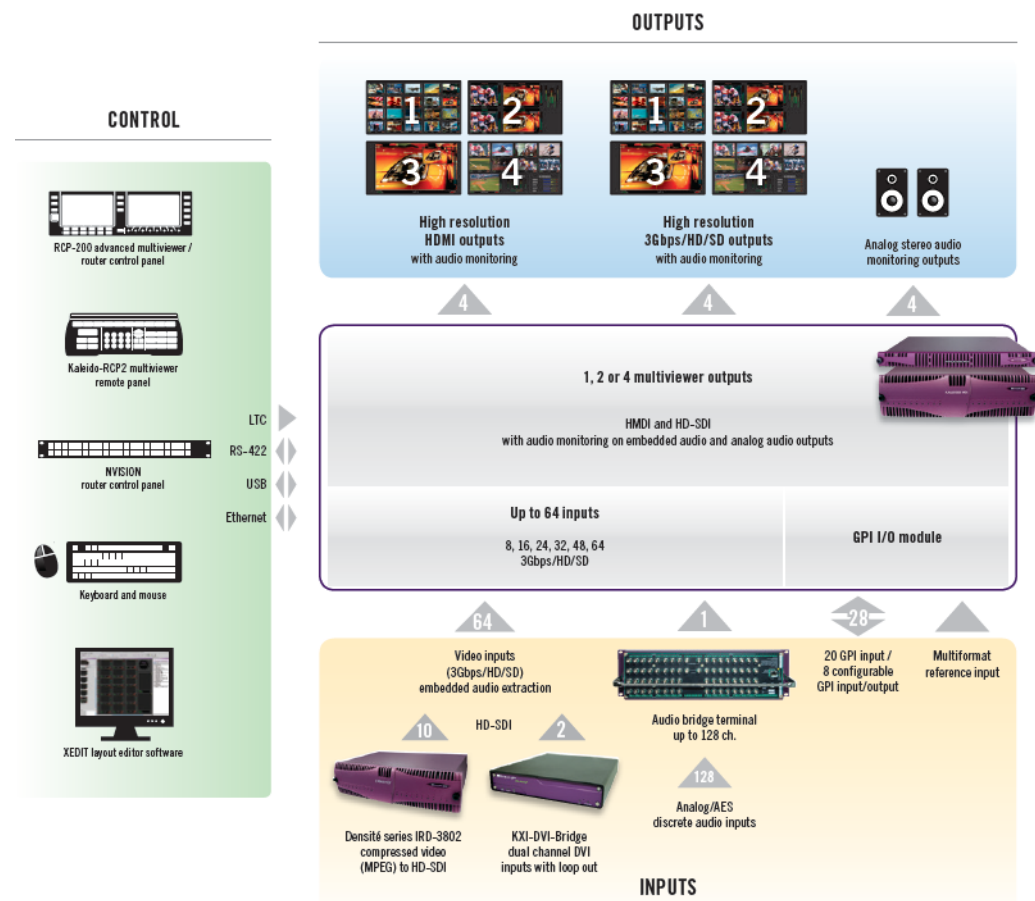 OUTPUTS
1
2
3
4
1
2
3
4
High resolution
HDMI outputs
with audio monitoring
High resolution
3Gbps/HD/SD outputs
with audio monitoring
Analog stereo audio
monitoring outputs
4
4
4
CONTROL
RCP-200 advanced multiviewer /
router control panel
Kaleido-RCP2 multiviewer
remote panel
NVISION
router control panel
Keyboard and mouse
XEDIT layout editor software
LTC
RS-422
USB
Ethernet
1, 2 or 4 multiviewer outputs
HMDI and HD-SDI
with audio monitoring on embedded audio and analog audio outputs
Up to 64 inputs
8, 16, 24, 32, 48, 64
3Gbps/HD/SD
GPI I/O module
64
1
28
Video inputs
(3Gbps/HD/SD)
embedded audio extraction
10
HD-SDI
2
Densité series IRD-3802
compressed video
(MPEG) to HD-SDI
KXI-DVI-Bridge
dual channel DVI
inputs with loop out
Audio bridge terminal
up to 128 ch.
128
Analog/AES
discrete audio inputs
20 GPI input /
8 configurable
GPI input/output
Multiformat
reference input
INPUTS